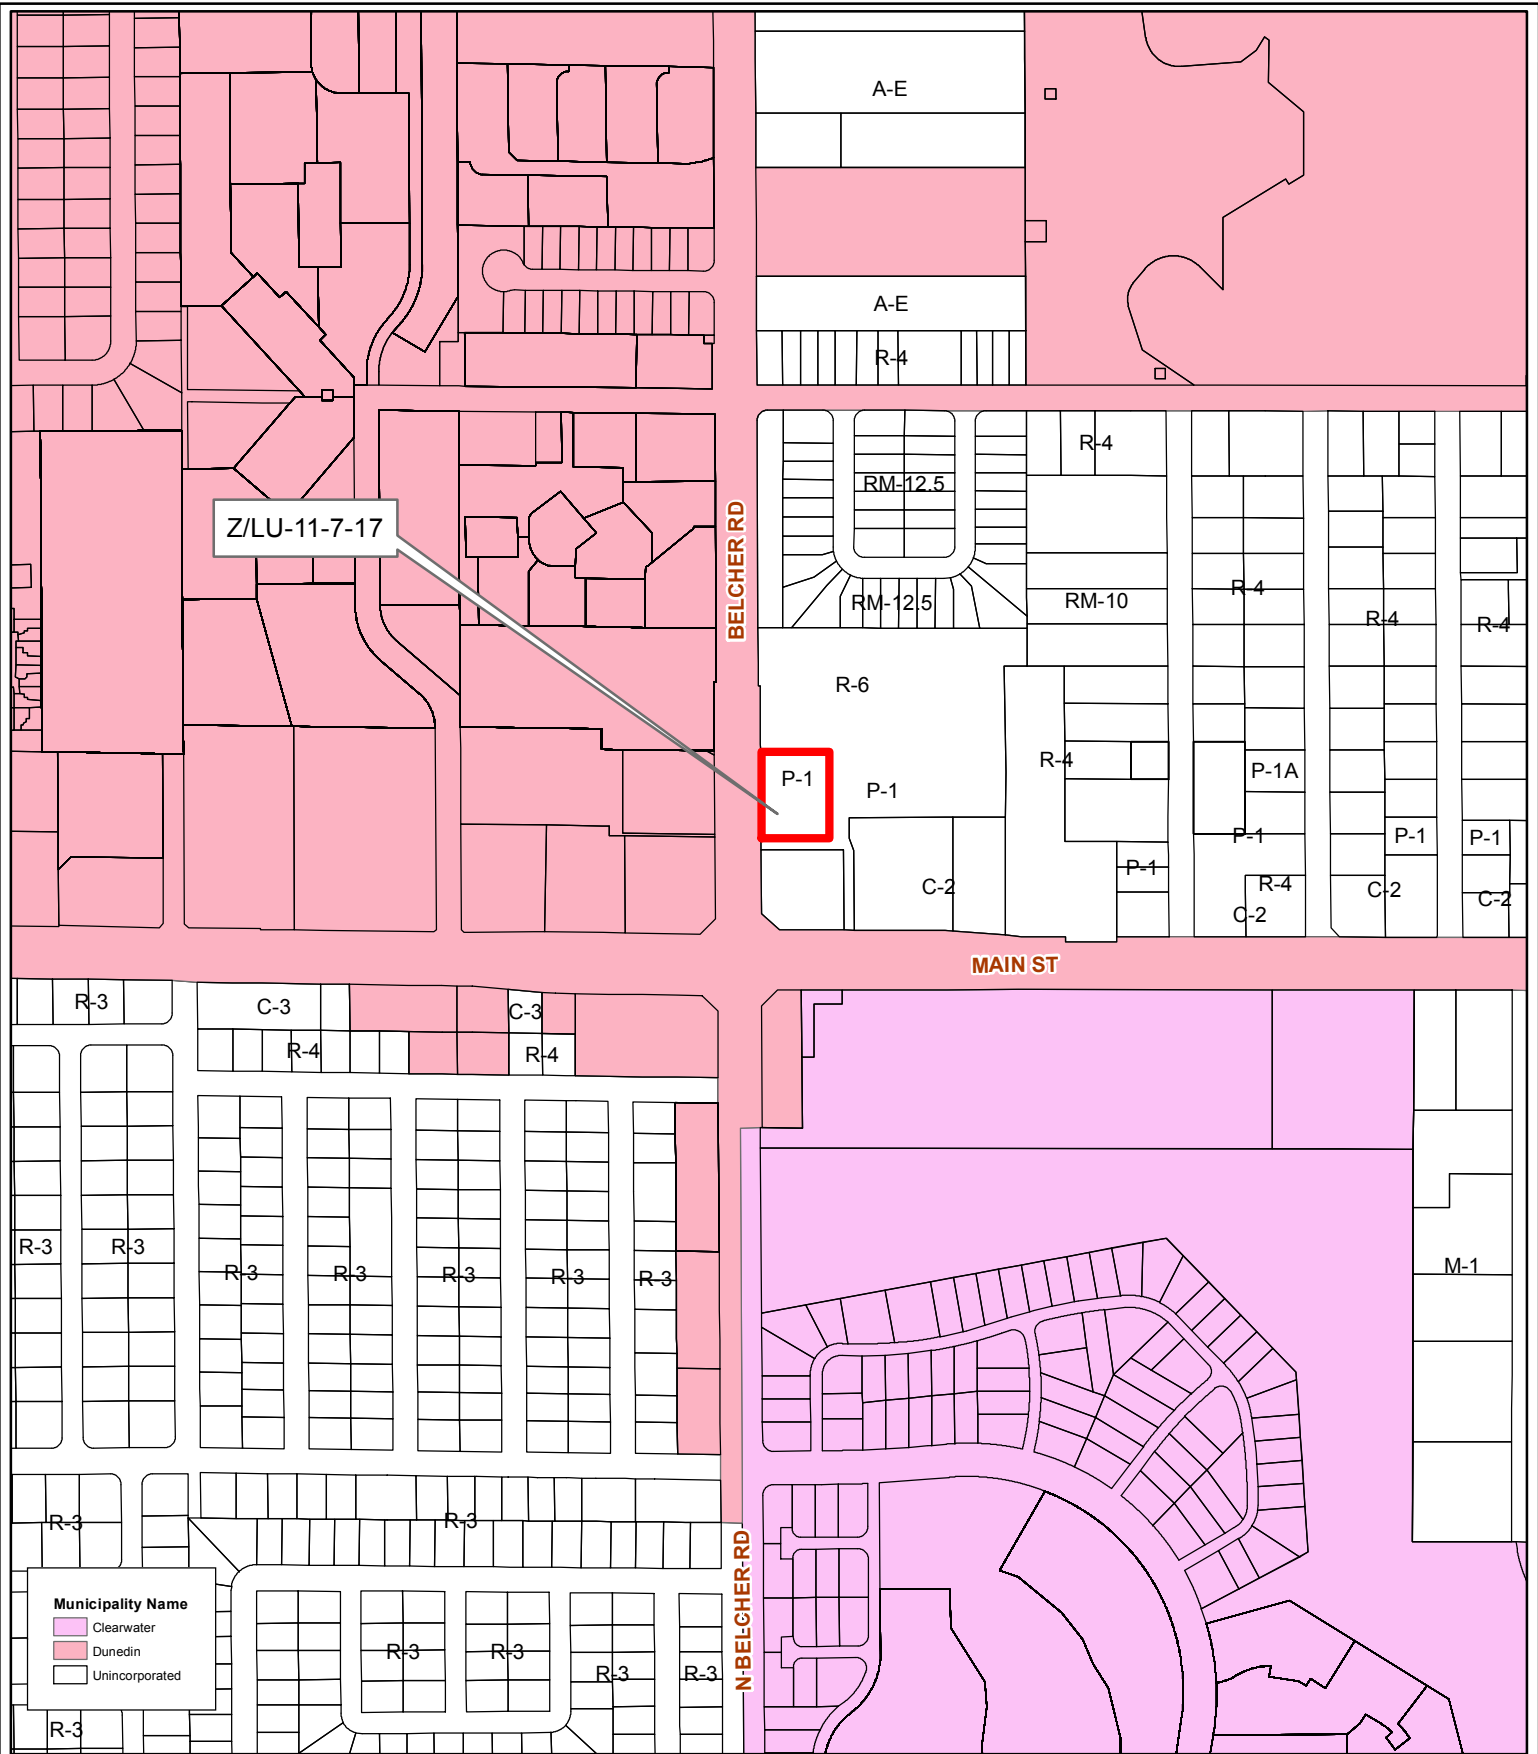 A-E
A-E
R-4
R-4
RM-12.5
BELCHER RD
Z/LU-11-7-17
R-4
RM-12.5
RM-10
R-4
R-4
R-6
R-4
P-1
P-1
P-1A
P-1
P-1
P-1
P-1
C-2
R-4
C-2
C-2
C-2
MAIN ST
R-3
C-3
C-3
R-4
R-4
R-3
R-3
R-3
R-3
R-3
R-3
R-3
M-1
R-3
R-3
N BELCHER RD
Municipality Name
Clearwater
Dunedin
Unincorporated
R-3
R-3
R-3
R-3
R-3